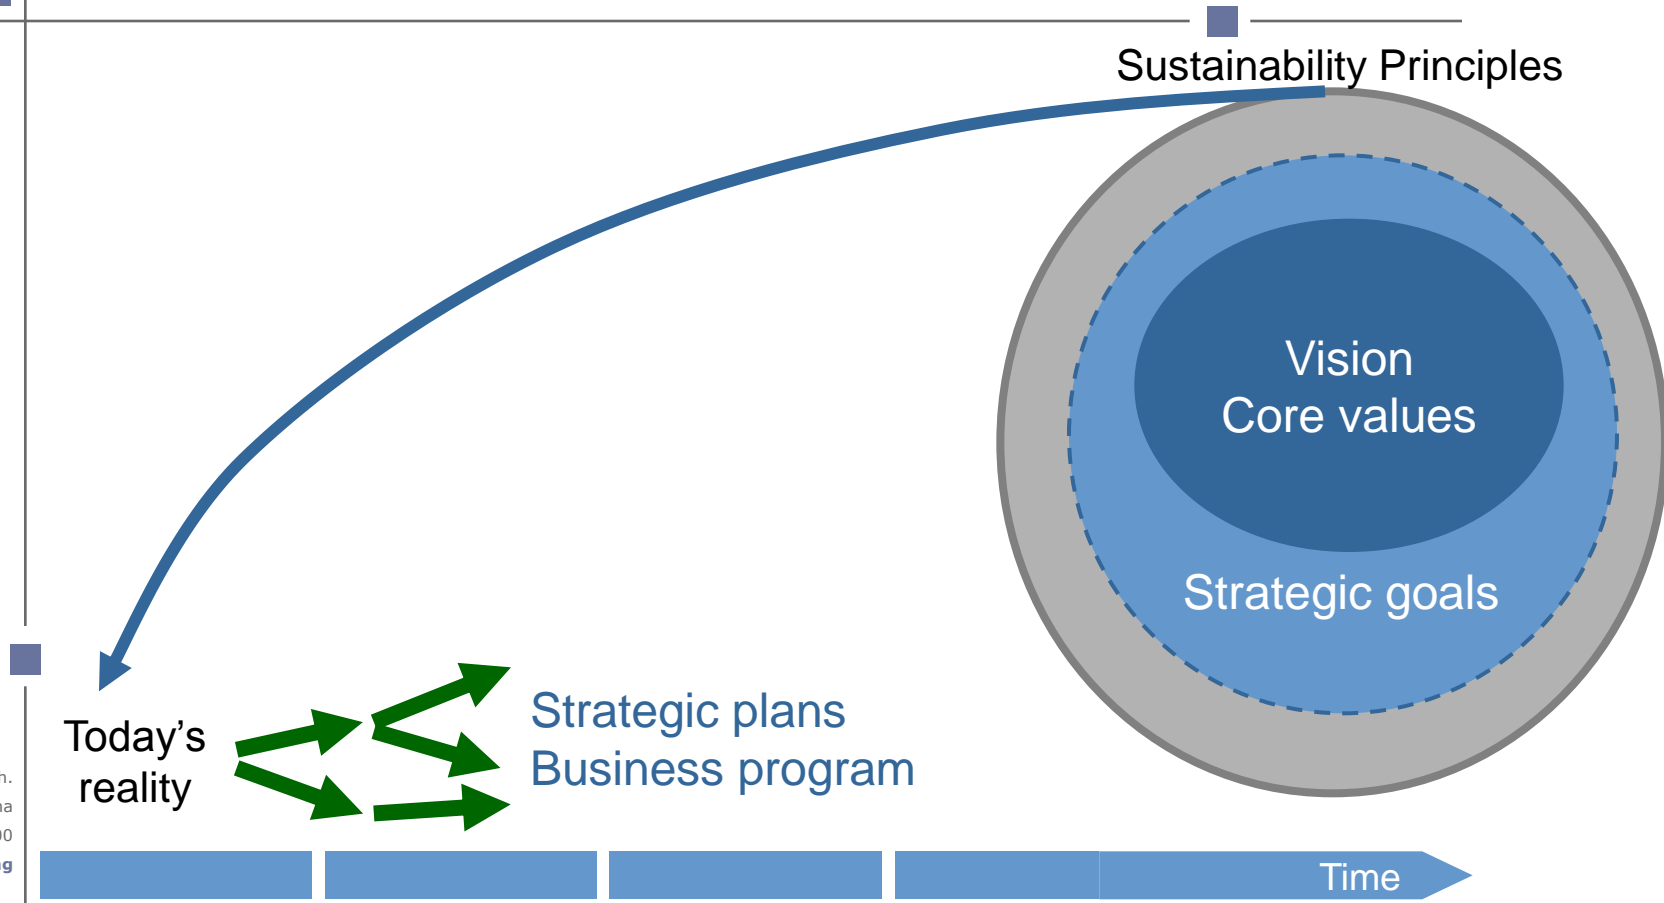 Sustainability Principles
Vision
Core values
Strategic goals
Today’s
reality
Strategic plans
Business program
Time